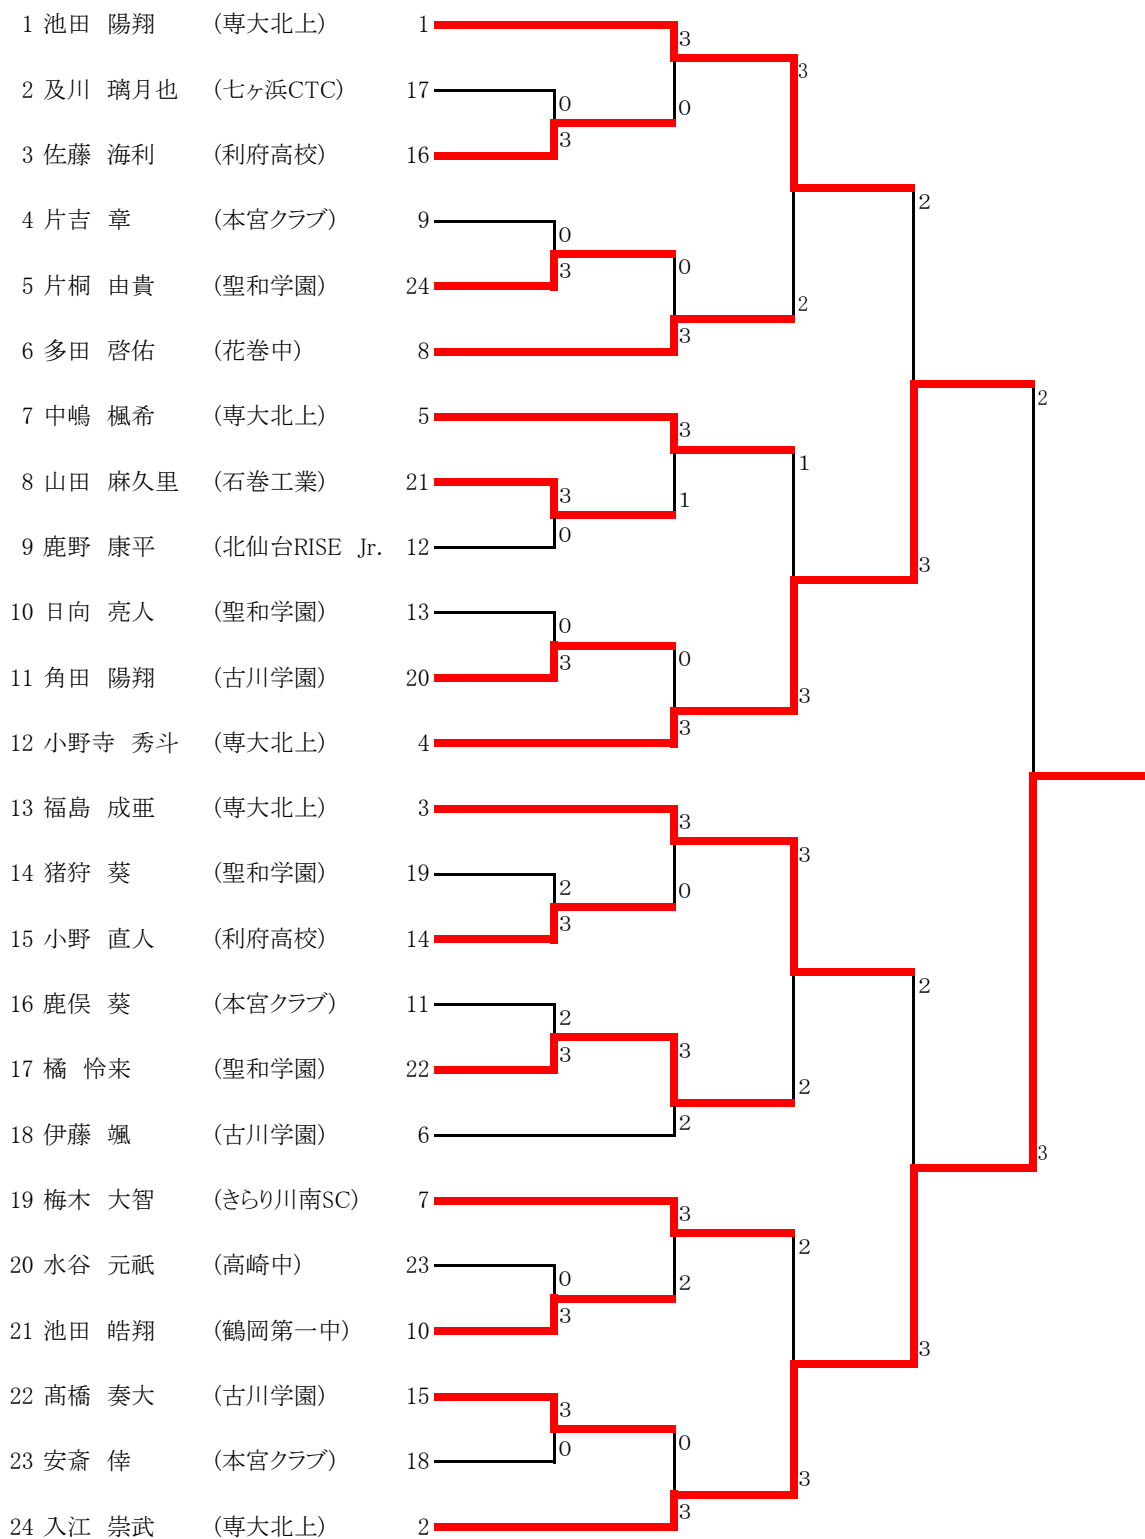 1 池田 陽翔 (専大北上) 1
3
3
2 及川 璃月也 (七ヶ浜CTC) 17
0
0
3
3 佐藤 海利 (利府高校) 16
2
4 片吉 章 (本宮クラブ) 9
0
0
3
5 片桐 由貴 (聖和学園) 24
2
3
6 多田 啓佑 (花巻中) 8
2
7 中嶋 楓希 (専大北上) 5
3
1
8 山田 麻久里 (石巻工業) 21
3
1
0
9 鹿野 康平 (北仙台RISE Jr. 12
3
10 日向 亮人 (聖和学園) 13
0
0
3
11 角田 陽翔 (古川学園) 20
3
3
12 小野寺 秀斗 (専大北上) 4
13 福島 成亜 (専大北上) 3
3
3
14 猪狩 葵 (聖和学園) 19
2
0
3
15 小野 直人 (利府高校) 14
2
16 鹿俣 葵 (本宮クラブ) 11
2
3
3
17 橘 怜来 (聖和学園) 22
2
2
18 伊藤 颯 (古川学園) 6
3
19 梅木 大智 (きらり川南SC) 7
3
2
20 水谷 元祇 (高崎中) 23
0
2
3
21 池田 皓翔 (鶴岡第一中) 10
3
22 髙橋 奏大 (古川学園) 15
3
0
0
23 安斎 倖 (本宮クラブ) 18
3
3
24 入江 崇武 (専大北上) 2